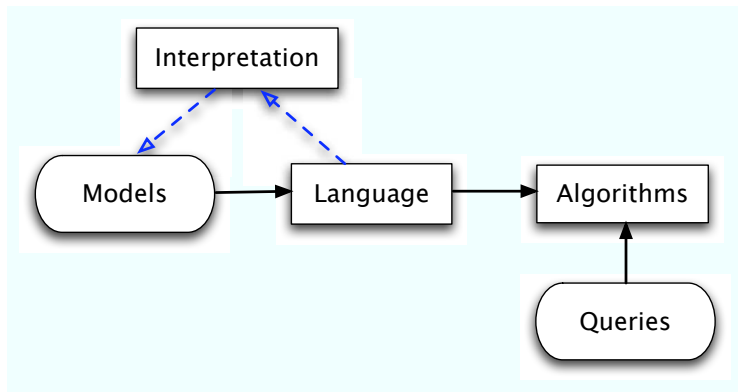 Interpretation
Models
Language
Algorithms
Queries